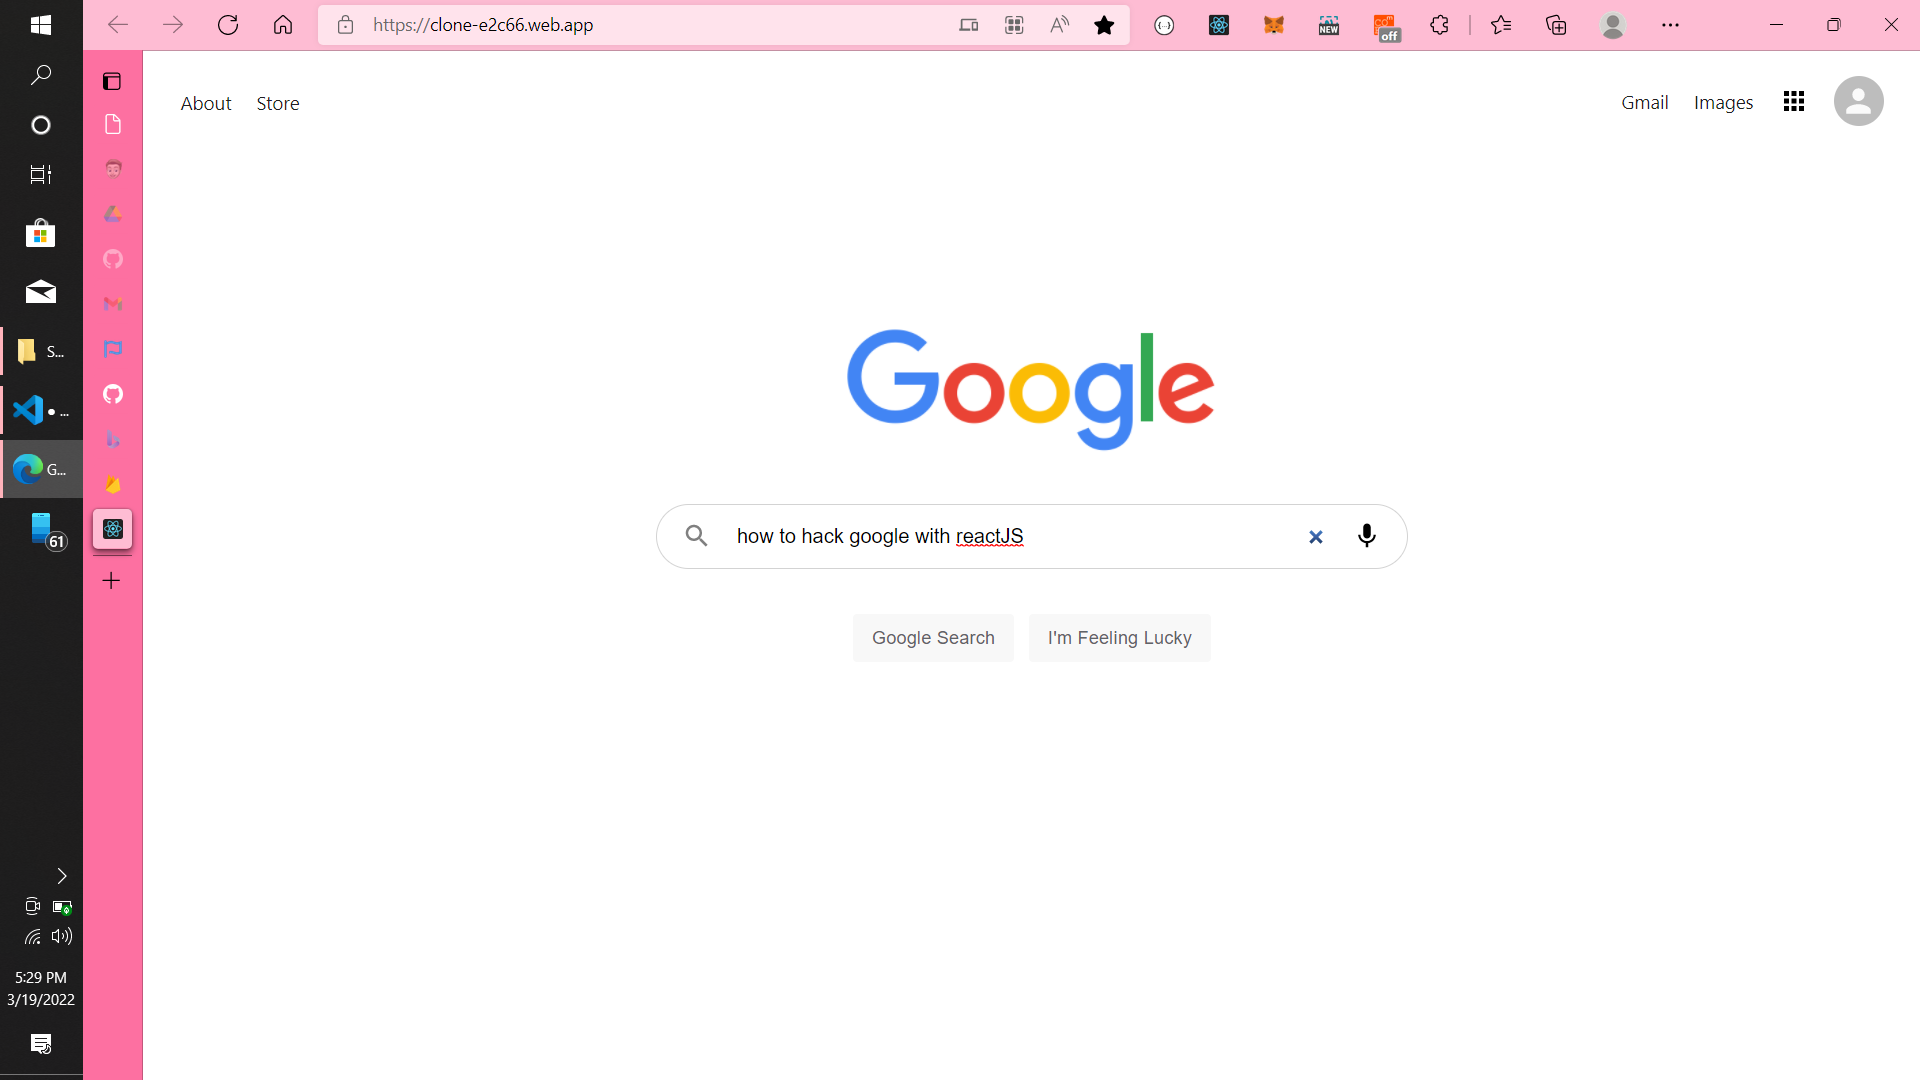 https://clone-e2c66.web.app
NEW
off
About Store
Gmail Images
Google
S...
...
G...
61
how to hack google with reactJS
Google Search
I'm Feeling Lucky
5:29 PM
3/19/2022